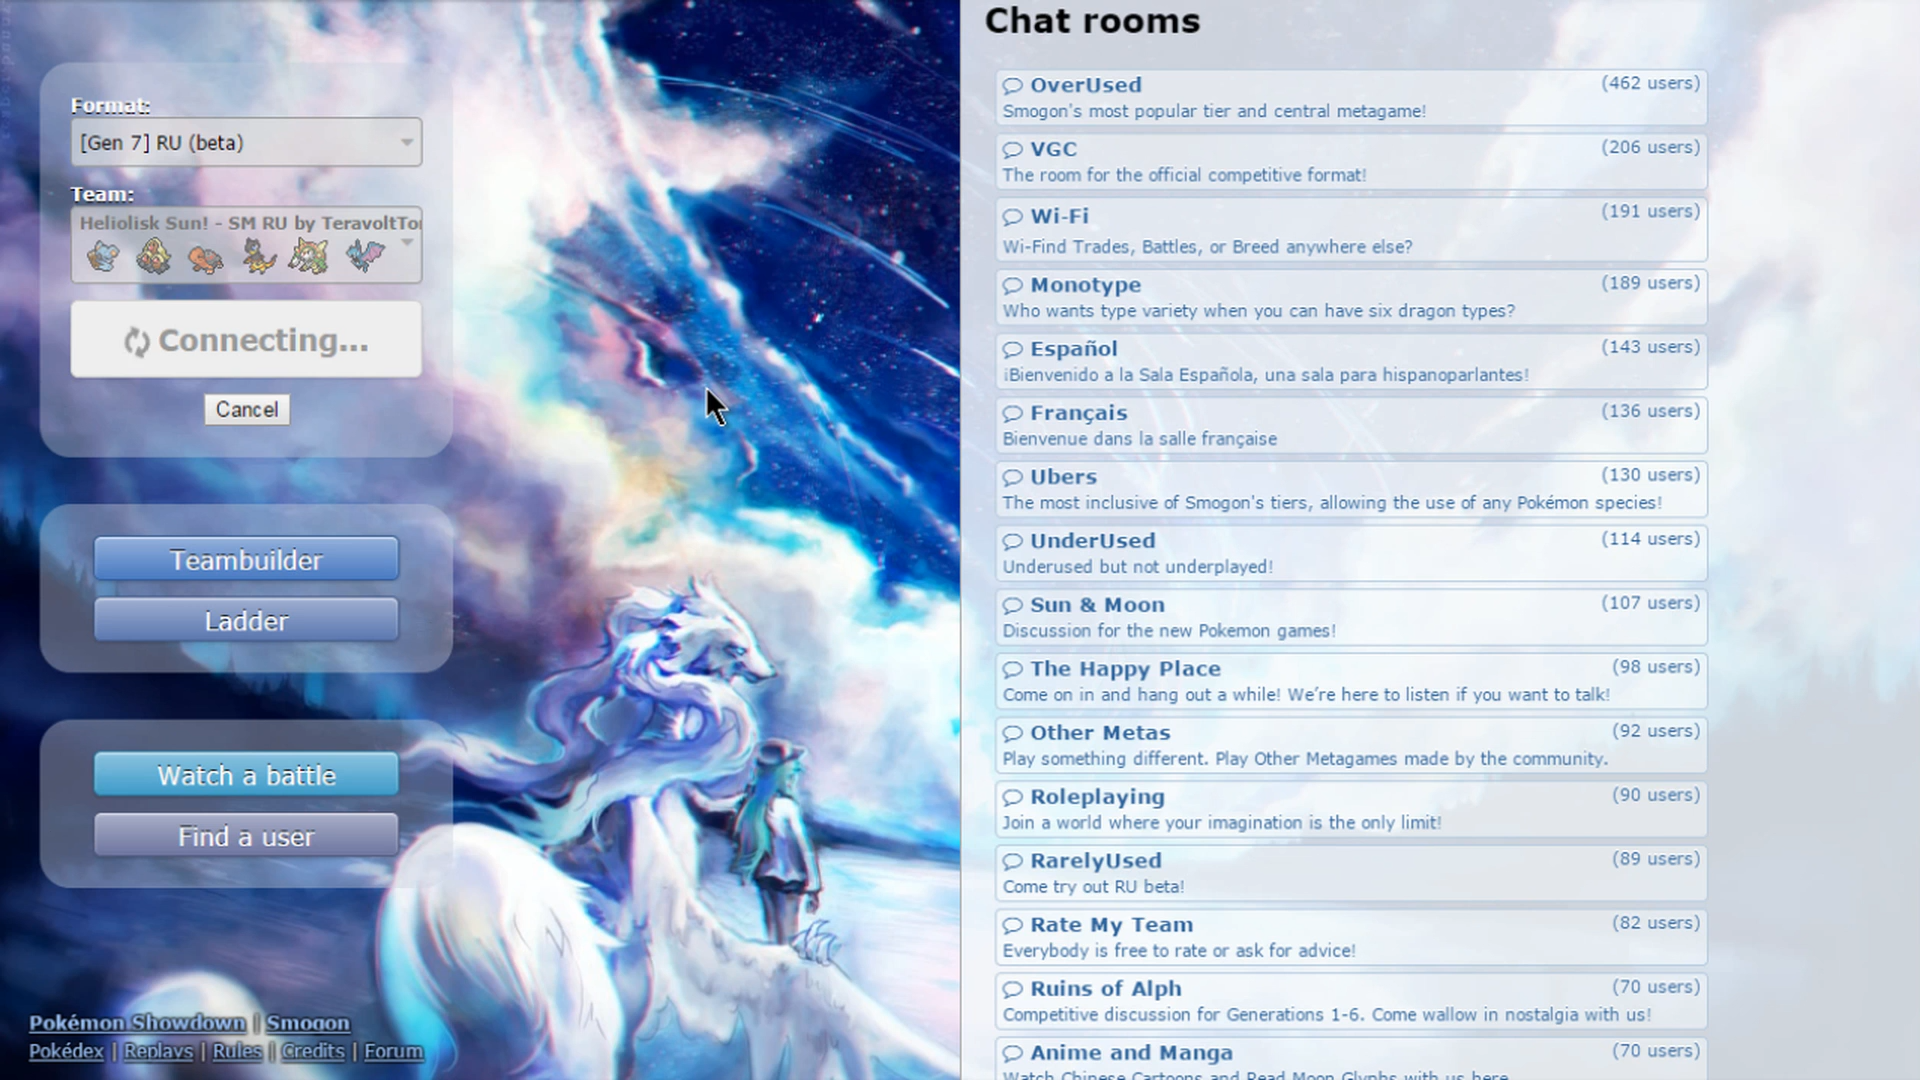 Format:
[Gen 7] RU (beta)
Team:
Heliolisk Sun! - SM RU by TeravoltTor
Connecting...
Cancel
Teambuilder
Ladder
Watch a battle
Find a user
Pokémon Showdown | Smogon
Pokédex | Replays | Rules | Credits | Forum
Chat rooms
OverUsed (462 users)
Smogon's most popular tier and central metagame!
VGC (206 users)
The room for the official competitive format!
Wi-Fi (191 users)
Wi-Find Trades, Battles, or Breed anywhere else?
Monotype (189 users)
Who wants type variety when you can have six dragon types?
Español (143 users)
¡Bienvenido a la Sala Española, una sala para hispanoparlantes!
Français (136 users)
Bienvenue dans la salle française
Ubers (130 users)
The most inclusive of Smogon's tiers, allowing the use of any Pokémon species!
UnderUsed (114 users)
Underused but not underplayed!
Sun & Moon (107 users)
Discussion for the new Pokemon games!
The Happy Place (98 users)
Come on in and hang out a while! We’re here to listen if you want to talk!
Other Metas (92 users)
Play something different. Play Other Metagames made by the community.
Roleplaying (90 users)
Join a world where your imagination is the only limit!
RarelyUsed (89 users)
Come try out RU beta!
Rate My Team (82 users)
Everybody is free to rate or ask for advice!
Ruins of Alph (70 users)
Competitive discussion for Generations 1-6. Come wallow in nostalgia with us!
Anime and Manga (70 users)
Watch Chinese Cartoons and Read Moon Glyphs with us here